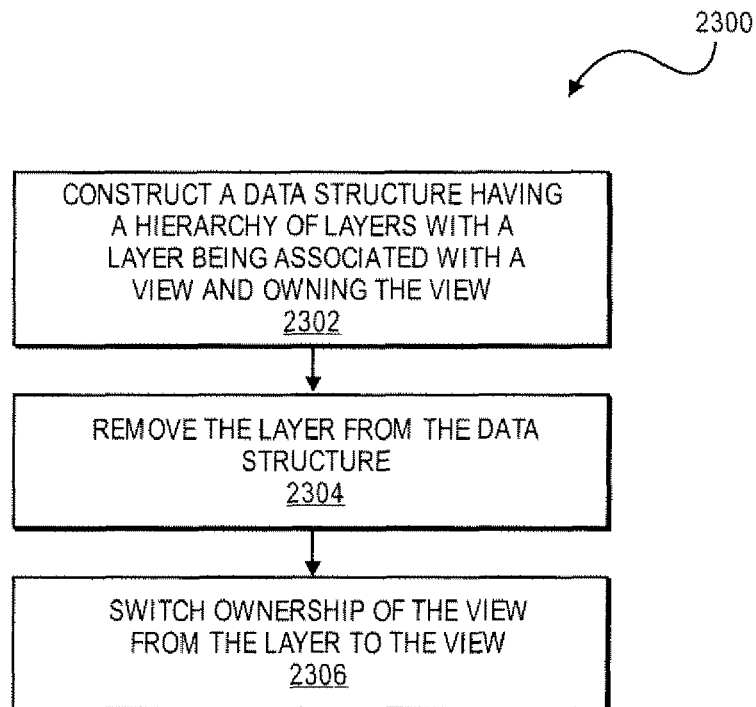 2300
CONSTRUCT A DATA STRUCTURE HAVING
A HIERARCHY OF LAYERS WITH A
LAYER BEING ASSOCIATED WITH A
VIEW AND OWNING THE VIEW
2302
REMOVE THE LAYER FROM THE DATA
STRUCTURE
2304
SWITCH OWNERSHIP OF THE VIEW
FROM THE LAYER TO THE VIEW
2306